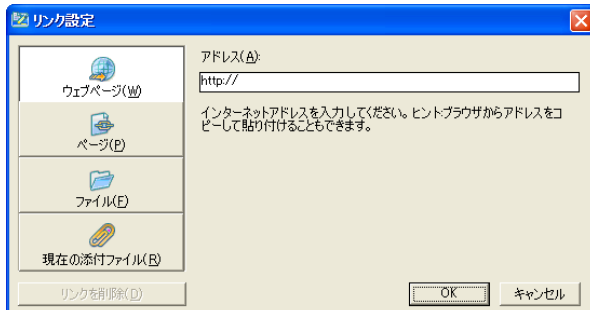 リンク設定
アドレス(A):
http://
インターネットアドレスを入力してください。ヒント:ブラウザからアドレスをコ
ピーして貼り付けることもできます。
ウェブページ(W)
ページ(P)
ファイル(F)
現在の添付ファイル(R)
リンクを削除(D)
OK
キャンセル